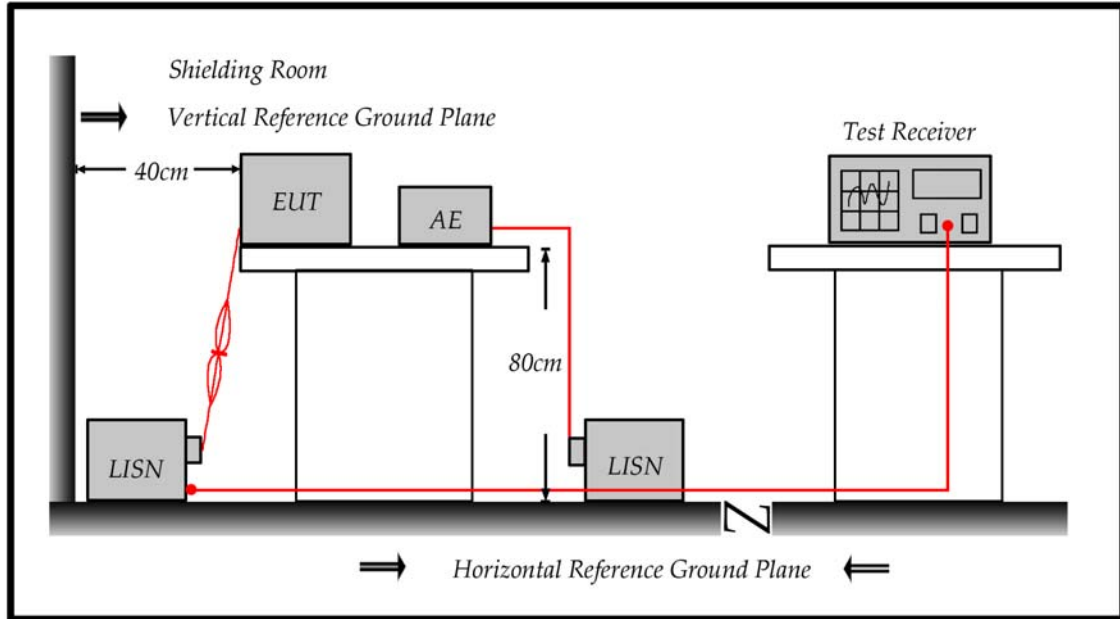 Shielding Room
Vertical Reference Ground Plane
Test Receiver
40cm
EUT
AE
80cm
LISN
LISN
Horizontal Reference Ground Plane